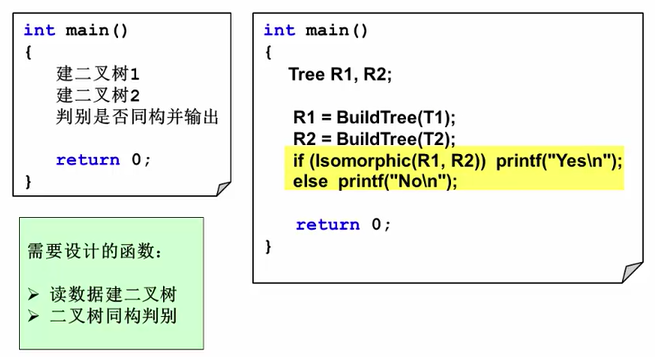 int main()
{
建二叉树1
建二叉树2
判别是否同构并输出
return 0;
}
需要设计的函数:
➢ 读数据建二叉树
➢ 二叉树同构判别
int main()
{
Tree R1, R2;
R1 = BuildTree(T1);
R2 = BuildTree(T2);
if (Isomorphic(R1, R2)) printf("Yes\n");
else printf("No\n");
return 0;
}